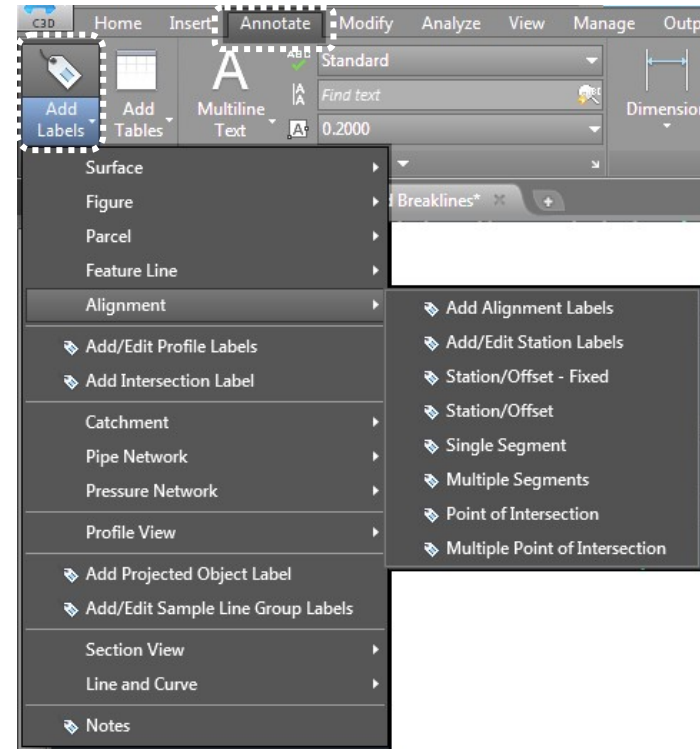 C3D Home Insert Annotate Modify Analyze View Manage Outp
ABC Standard
A Find text
Add Labels
Add Tables
Multiline Text
A 0.2000
Dimension
d Breaklines*
Surface
Figure
Parcel
Feature Line
Alignment
Add/Edit Profile Labels
Add Intersection Label
Catchment
Pipe Network
Pressure Network
Profile View
Add Projected Object Label
Add/Edit Sample Line Group Labels
Section View
Line and Curve
Notes
Add Alignment Labels
Add/Edit Station Labels
Station/Offset - Fixed
Station/Offset
Single Segment
Multiple Segments
Point of Intersection
Multiple Point of Intersection